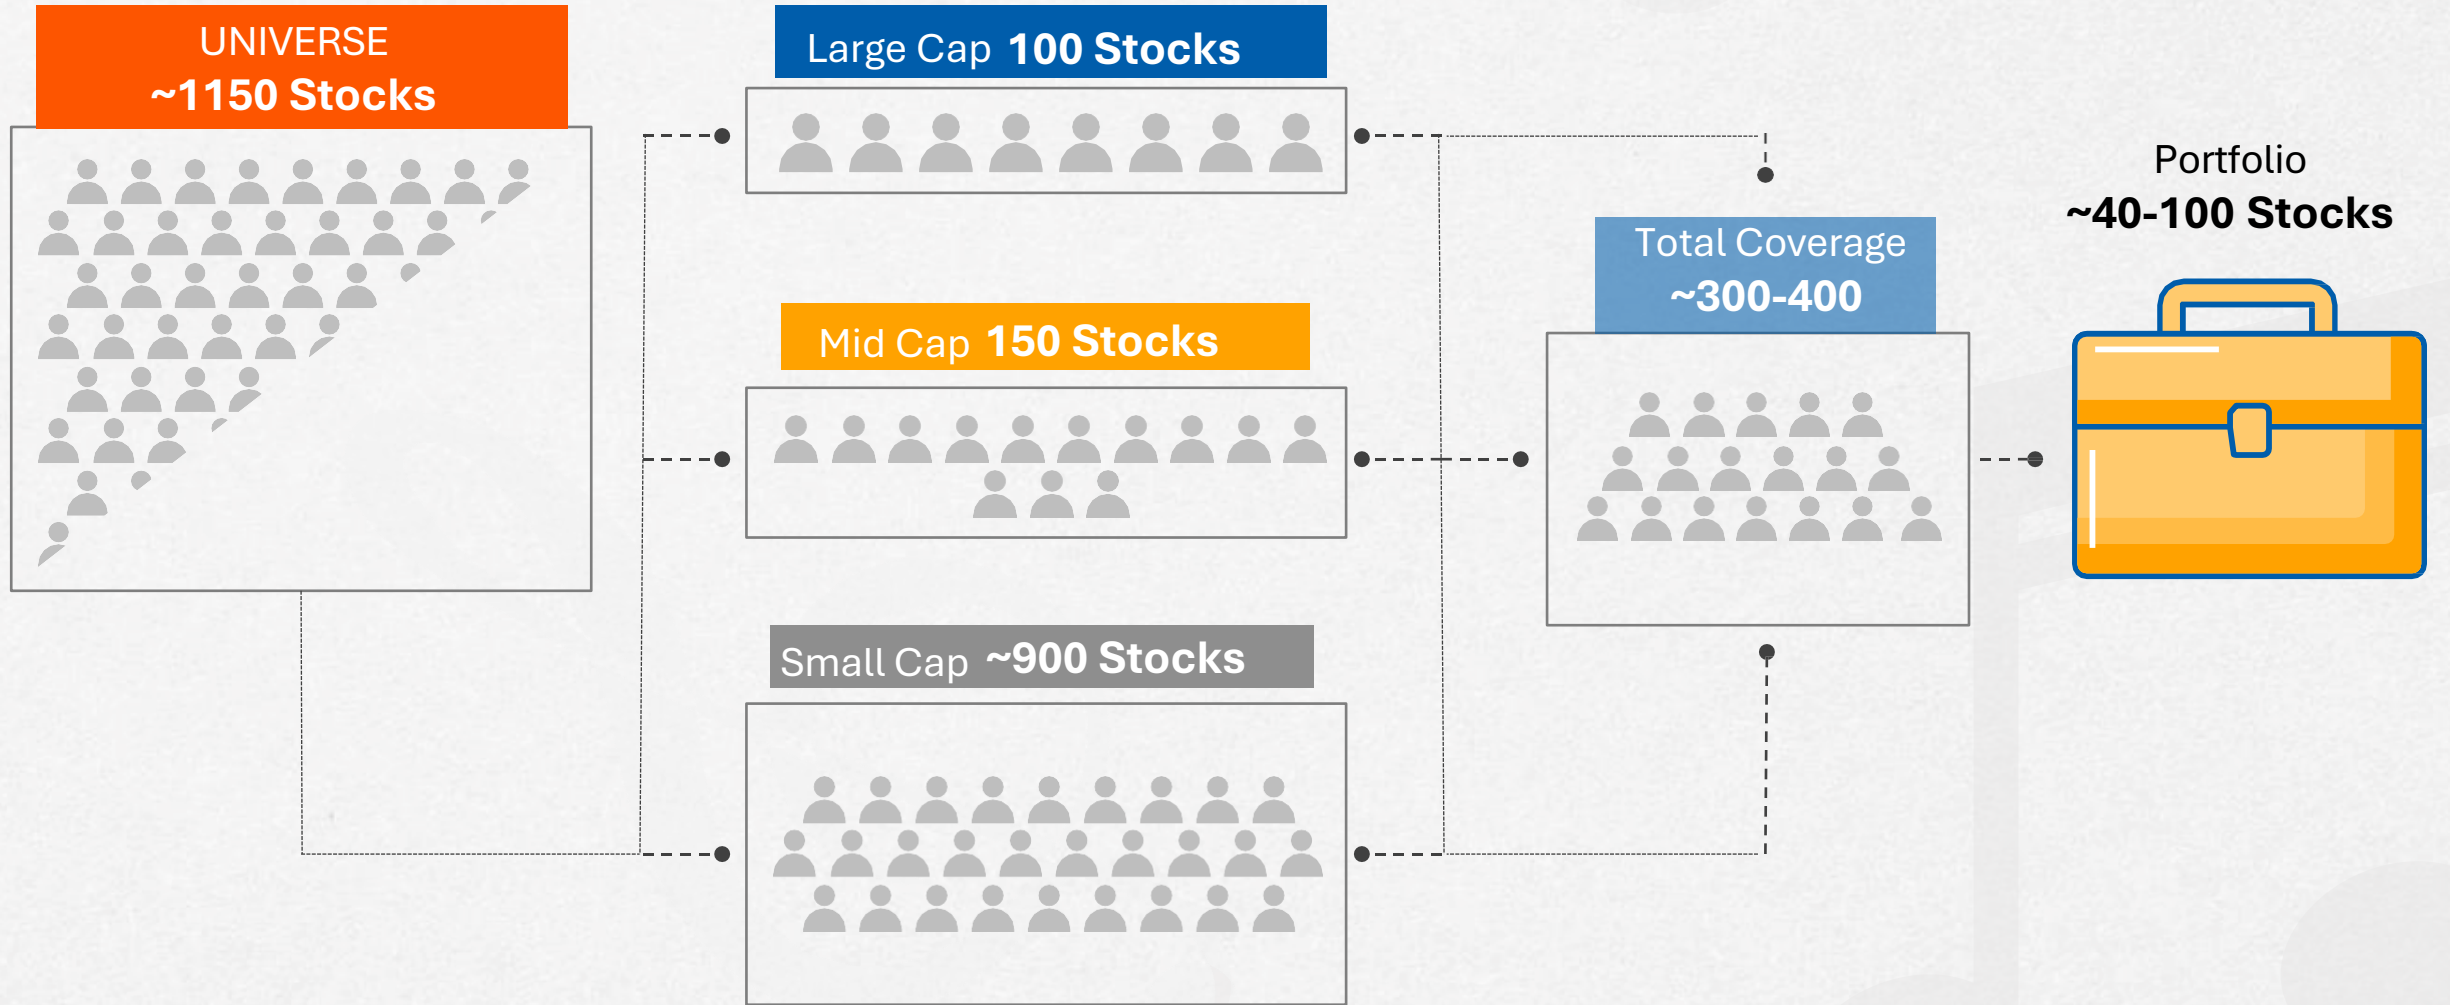 UNIVERSE
~1150 Stocks
Large Cap 100 Stocks
Mid Cap 150 Stocks
Small Cap ~900 Stocks
Total Coverage
~300-400
Portfolio
~40-100 Stocks